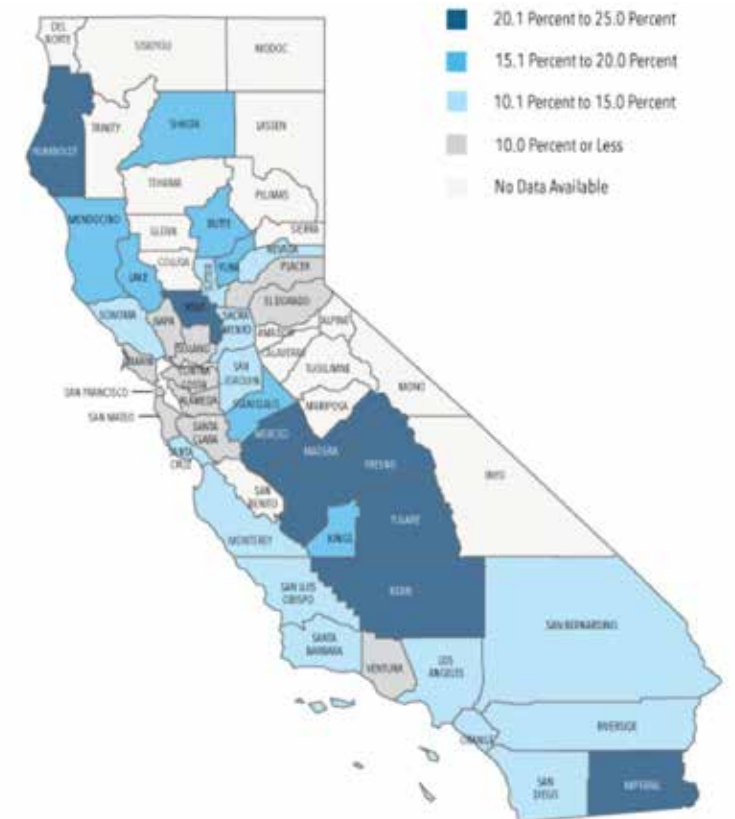 20.1 Percent to 25.0 Percent
15.1 Percent to 20.0 Percent
10.1 Percent to 15.0 Percent
10.0 Percent or Less
No Data Available
DEL
NORTE
SISKIYOU
MODOC
HUMBOLDT
TRINITY
SHASTA
LASSEN
TEHAMA
PLUMAS
MENDOCINO
GLENN
BUTTE
SIERRA
NEVADA
COLUSA
YUBA
SUTTER
PLACER
LAKE
EL DORADO
YOLO
SONOMA
NAPA
SACRA
MENTO
ALPINE
AMADOR
SOLANO
CALAVERAS
MARIN
CONTRA
COSTA
SAN
JOAQUIN
TUOLUMNE
MONO
SAN FRANCISCO
ALAMEDA
STANISLAUS
MARIPOSA
SAN MATEO
SANTA
CLARA
MERCED
SANTA
CRUZ
MADERA
FRESNO
SAN
BENITO
INYO
TULARE
MONTEREY
KINGS
SAN LUIS
OBISPO
KERN
SANTA
BARBARA
SAN BERNARDINO
VENTURA
LOS
ANGELES
ORANGE
RIVERSIDE
SAN
DIEGO
IMPERIAL